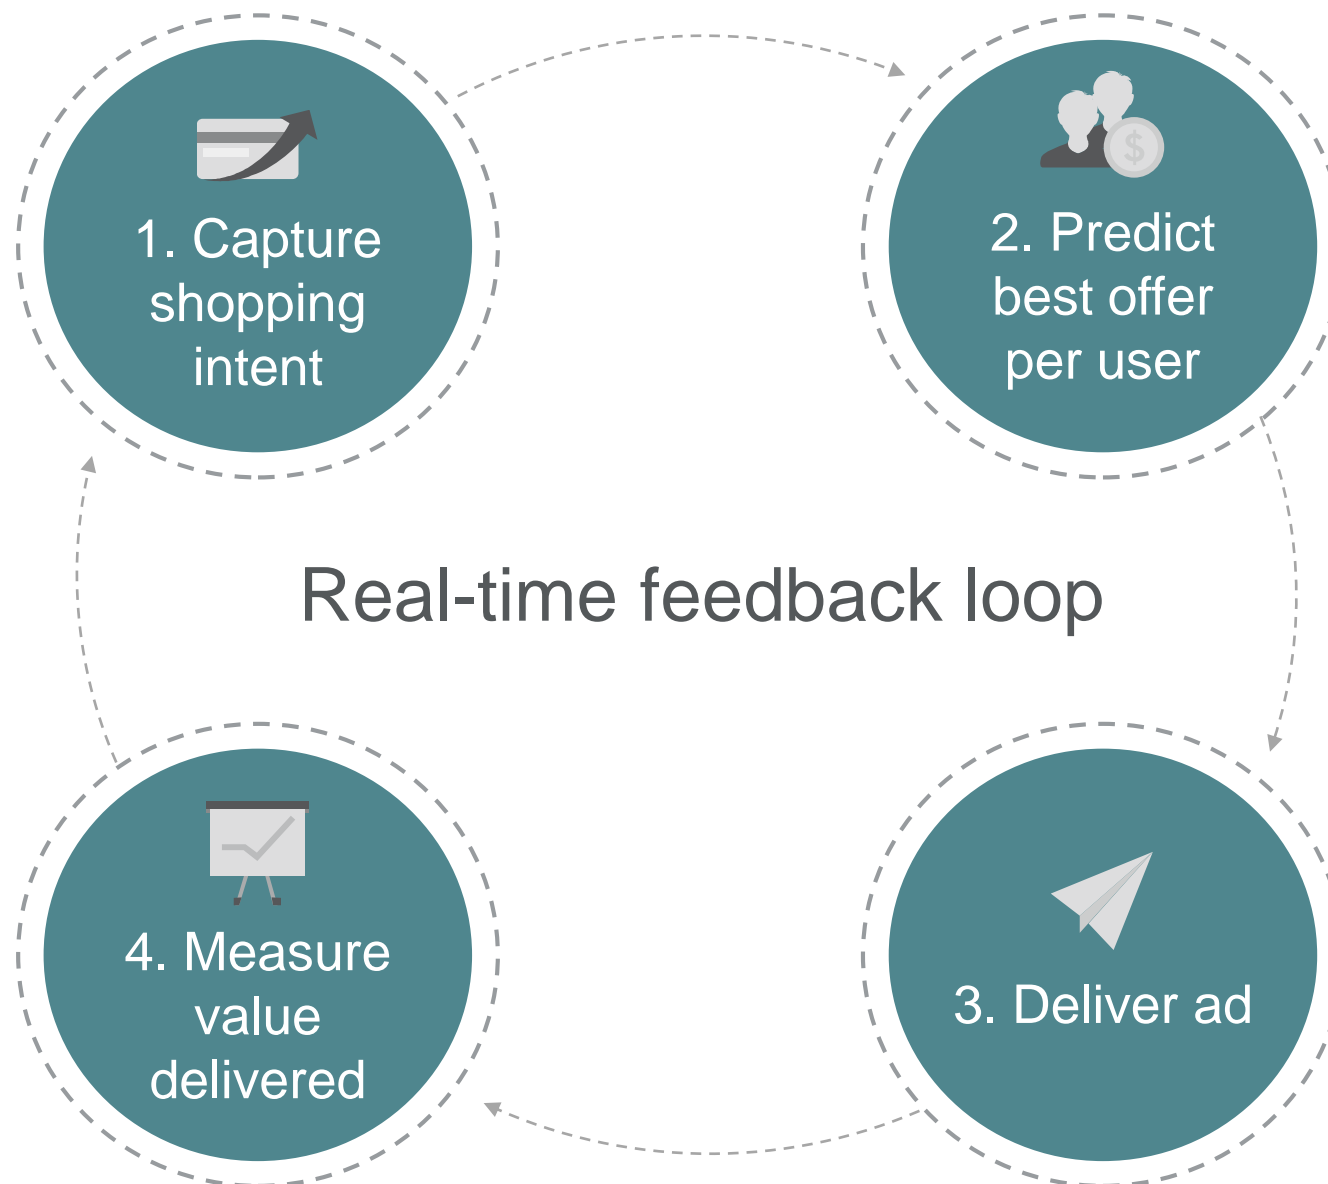 1. Capture
shopping
intent
$
2. Predict
best offer
per user
Real-time feedback loop
3. Deliver ad
4. Measure
value
delivered